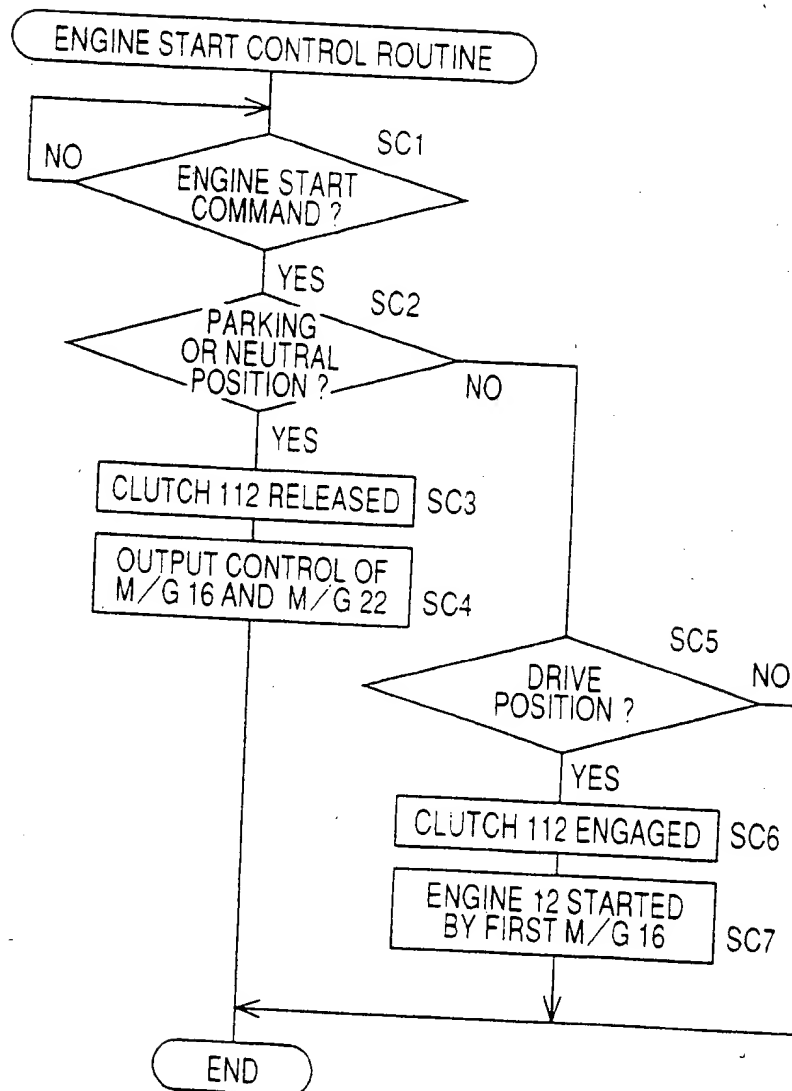 ENGINE START CONTROL ROUTINE
SC1
NO
ENGINE START
COMMAND ?
YES
SC2
PARKING
OR NEUTRAL
POSITION ?
NO
YES
CLUTCH 112 RELEASED
SC3
OUTPUT CONTROL OF
M/G 16 AND M/G 22
SC4
SC5
DRIVE
POSITION ?
NO
YES
CLUTCH 112 ENGAGED
SC6
ENGINE 12 STARTED
BY FIRST M/G 16
SC7
END